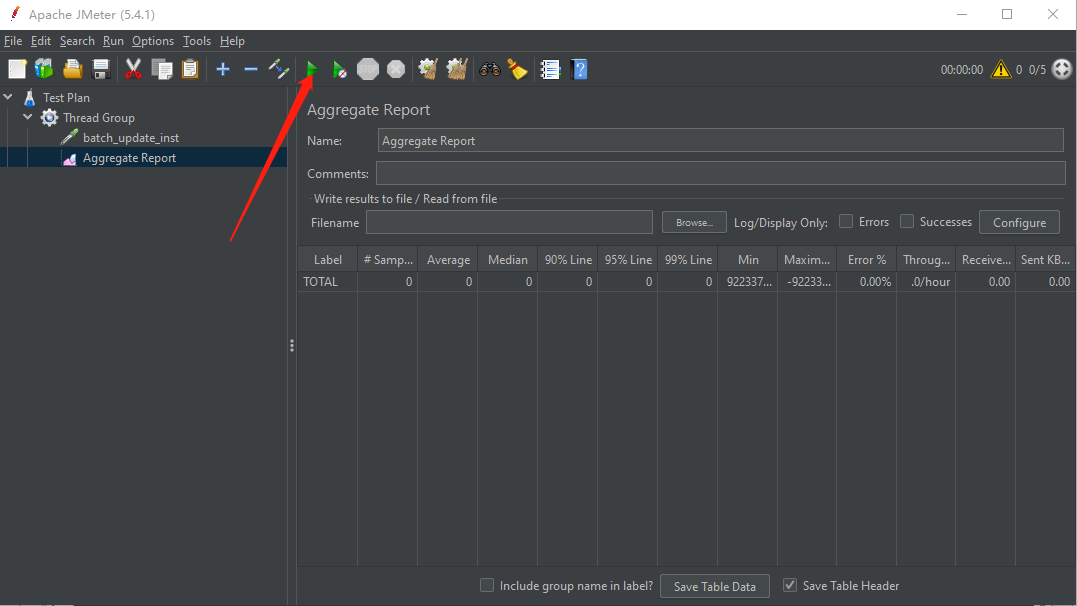 Apache JMeter (5.4.1)
File Edit Search Run Options Tools Help
00:00:00 0 0/5
Test Plan
Thread Group
batch_update_inst
Aggregate Report
Aggregate Report
Name: Aggregate Report
Comments:
Write results to file / Read from file
Filename Browse... Log/Display Only: Errors Successes Configure
Label # Samp... Average Median 90% Line 95% Line 99% Line Min Maxim... Error % Throug... Receive... Sent KB...
TOTAL 0 0 0 0 0 0 922337... -92233... 0.00% .0/hour 0.00 0.00
Include group name in label? Save Table Data Save Table Header